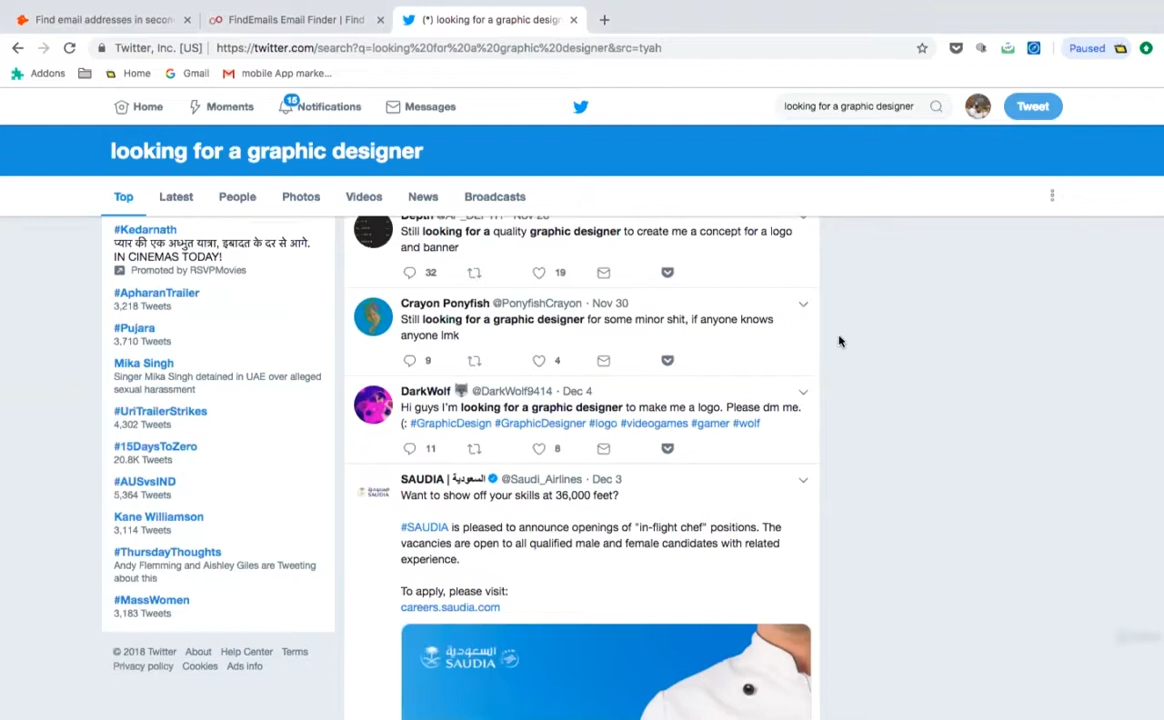 Find email addresses in secon
FindEmails Email Finder | Find
(*) looking for a graphic desig
Twitter, Inc. [US]
https://twitter.com/search?q=looking%20for%20a%20graphic%20designer&src=tyah
Paused
Addons
Home
Gmail
mobile App marke...
Home
Moments
15
Notifications
Messages
looking for a graphic designer
Tweet
looking for a graphic designer
Top
Latest
People
Photos
Videos
News
Broadcasts
#Kedarnath
प्यार की एक अधभुत यात्रा, इबादत के दर से आगे.
IN CINEMAS TODAY!
Promoted by RSVPMovies
#ApharanTrailer
3,218 Tweets
#Pujara
3,710 Tweets
Mika Singh
Singer Mika Singh detained in UAE over alleged
sexual harassment
#UriTrailerStrikes
4,302 Tweets
#15DaysToZero
20.8K Tweets
#AUSvsIND
5,364 Tweets
Kane Williamson
3,114 Tweets
#ThursdayThoughts
Andy Flemming and Aishley Giles are Tweeting
about this
#MassWomen
3,183 Tweets
© 2018 Twitter About Help Center Terms
Privacy policy Cookies Ads info
Still looking for a quality graphic designer to create me a concept for a logo
and banner
32 19
Crayon Ponyfish @PonyfishCrayon · Nov 30
Still looking for a graphic designer for some minor shit, if anyone knows
anyone lmk
9 4
DarkWolf @DarkWolf9414 · Dec 4
Hi guys I'm looking for a graphic designer to make me a logo. Please dm me.
(: #GraphicDesign #GraphicDesigner #logo #videogames #gamer #wolf
11 8
SAUDIA | السعودية @Saudi_Airlines · Dec 3
Want to show off your skills at 36,000 feet?
#SAUDIA is pleased to announce openings of "in-flight chef" positions. The
vacancies are open to all qualified male and female candidates with related
experience.
To apply, please visit:
careers.saudia.com
السعودية
SAUDIA